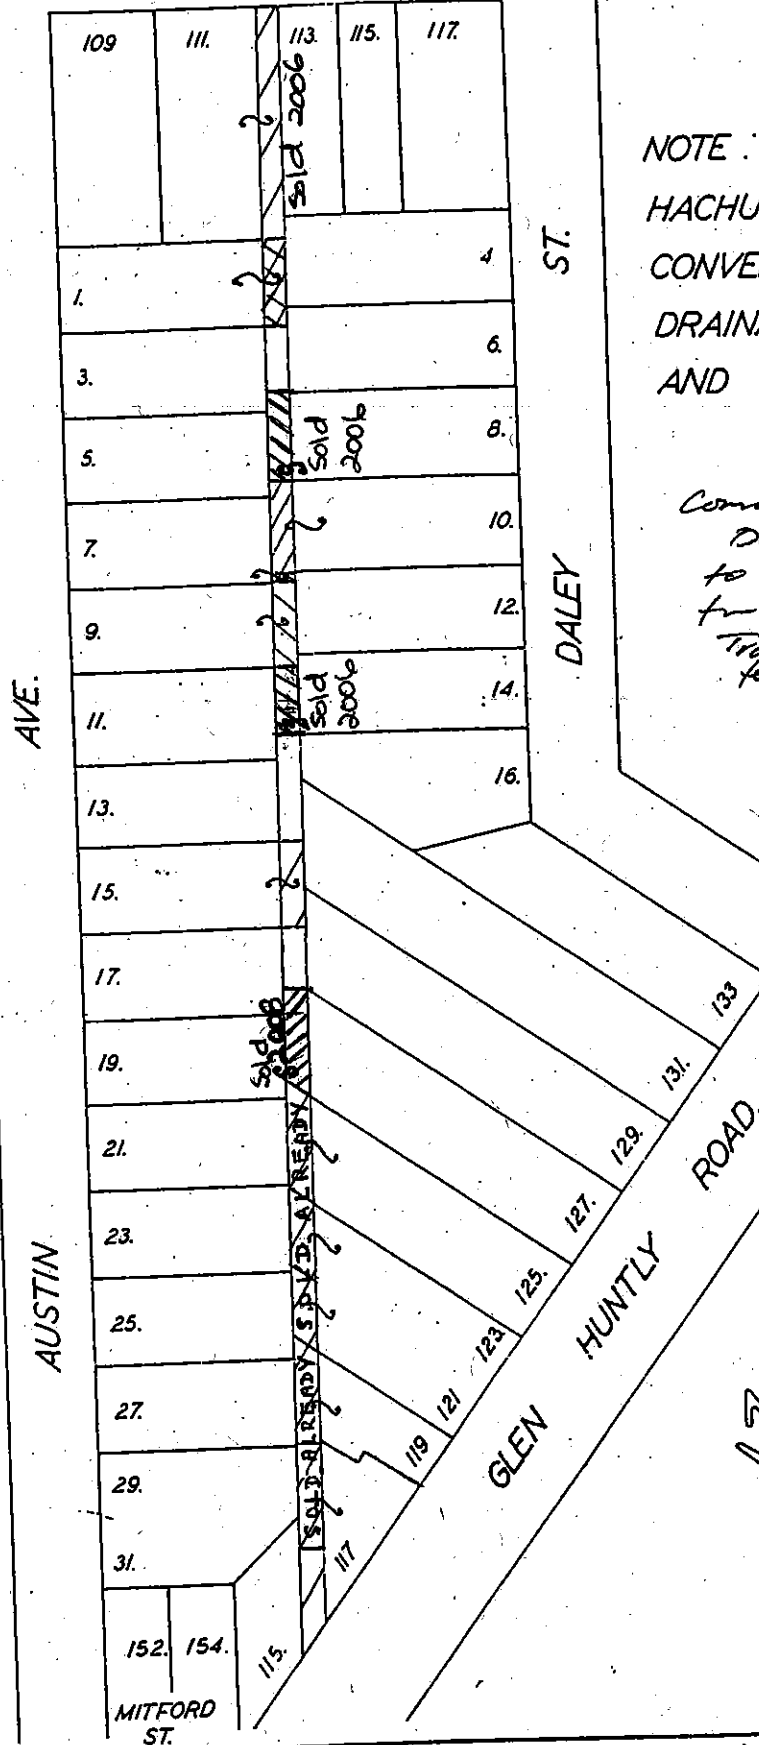 109
111.
113.
115.
117.
Sold 2006
NOTE :
HACHU
CONVE
DRAINA
AND
ST.
1.
4
3.
6.
5.
8.
Sold
2006
7.
10.
9.
12.
DALEY
to
11.
14.
Sold
2006
AVE.
13.
16.
15.
17.
19.
Sold
2008
133
131.
129.
127.
125.
123.
121
119
117
115.
ROAD.
HUNTLY
GLEN
21.
23.
25.
27.
29.
31.
SOLD ALREADY
SOLD ALREADY
AUSTIN
152.
154.
MITFORD
ST.